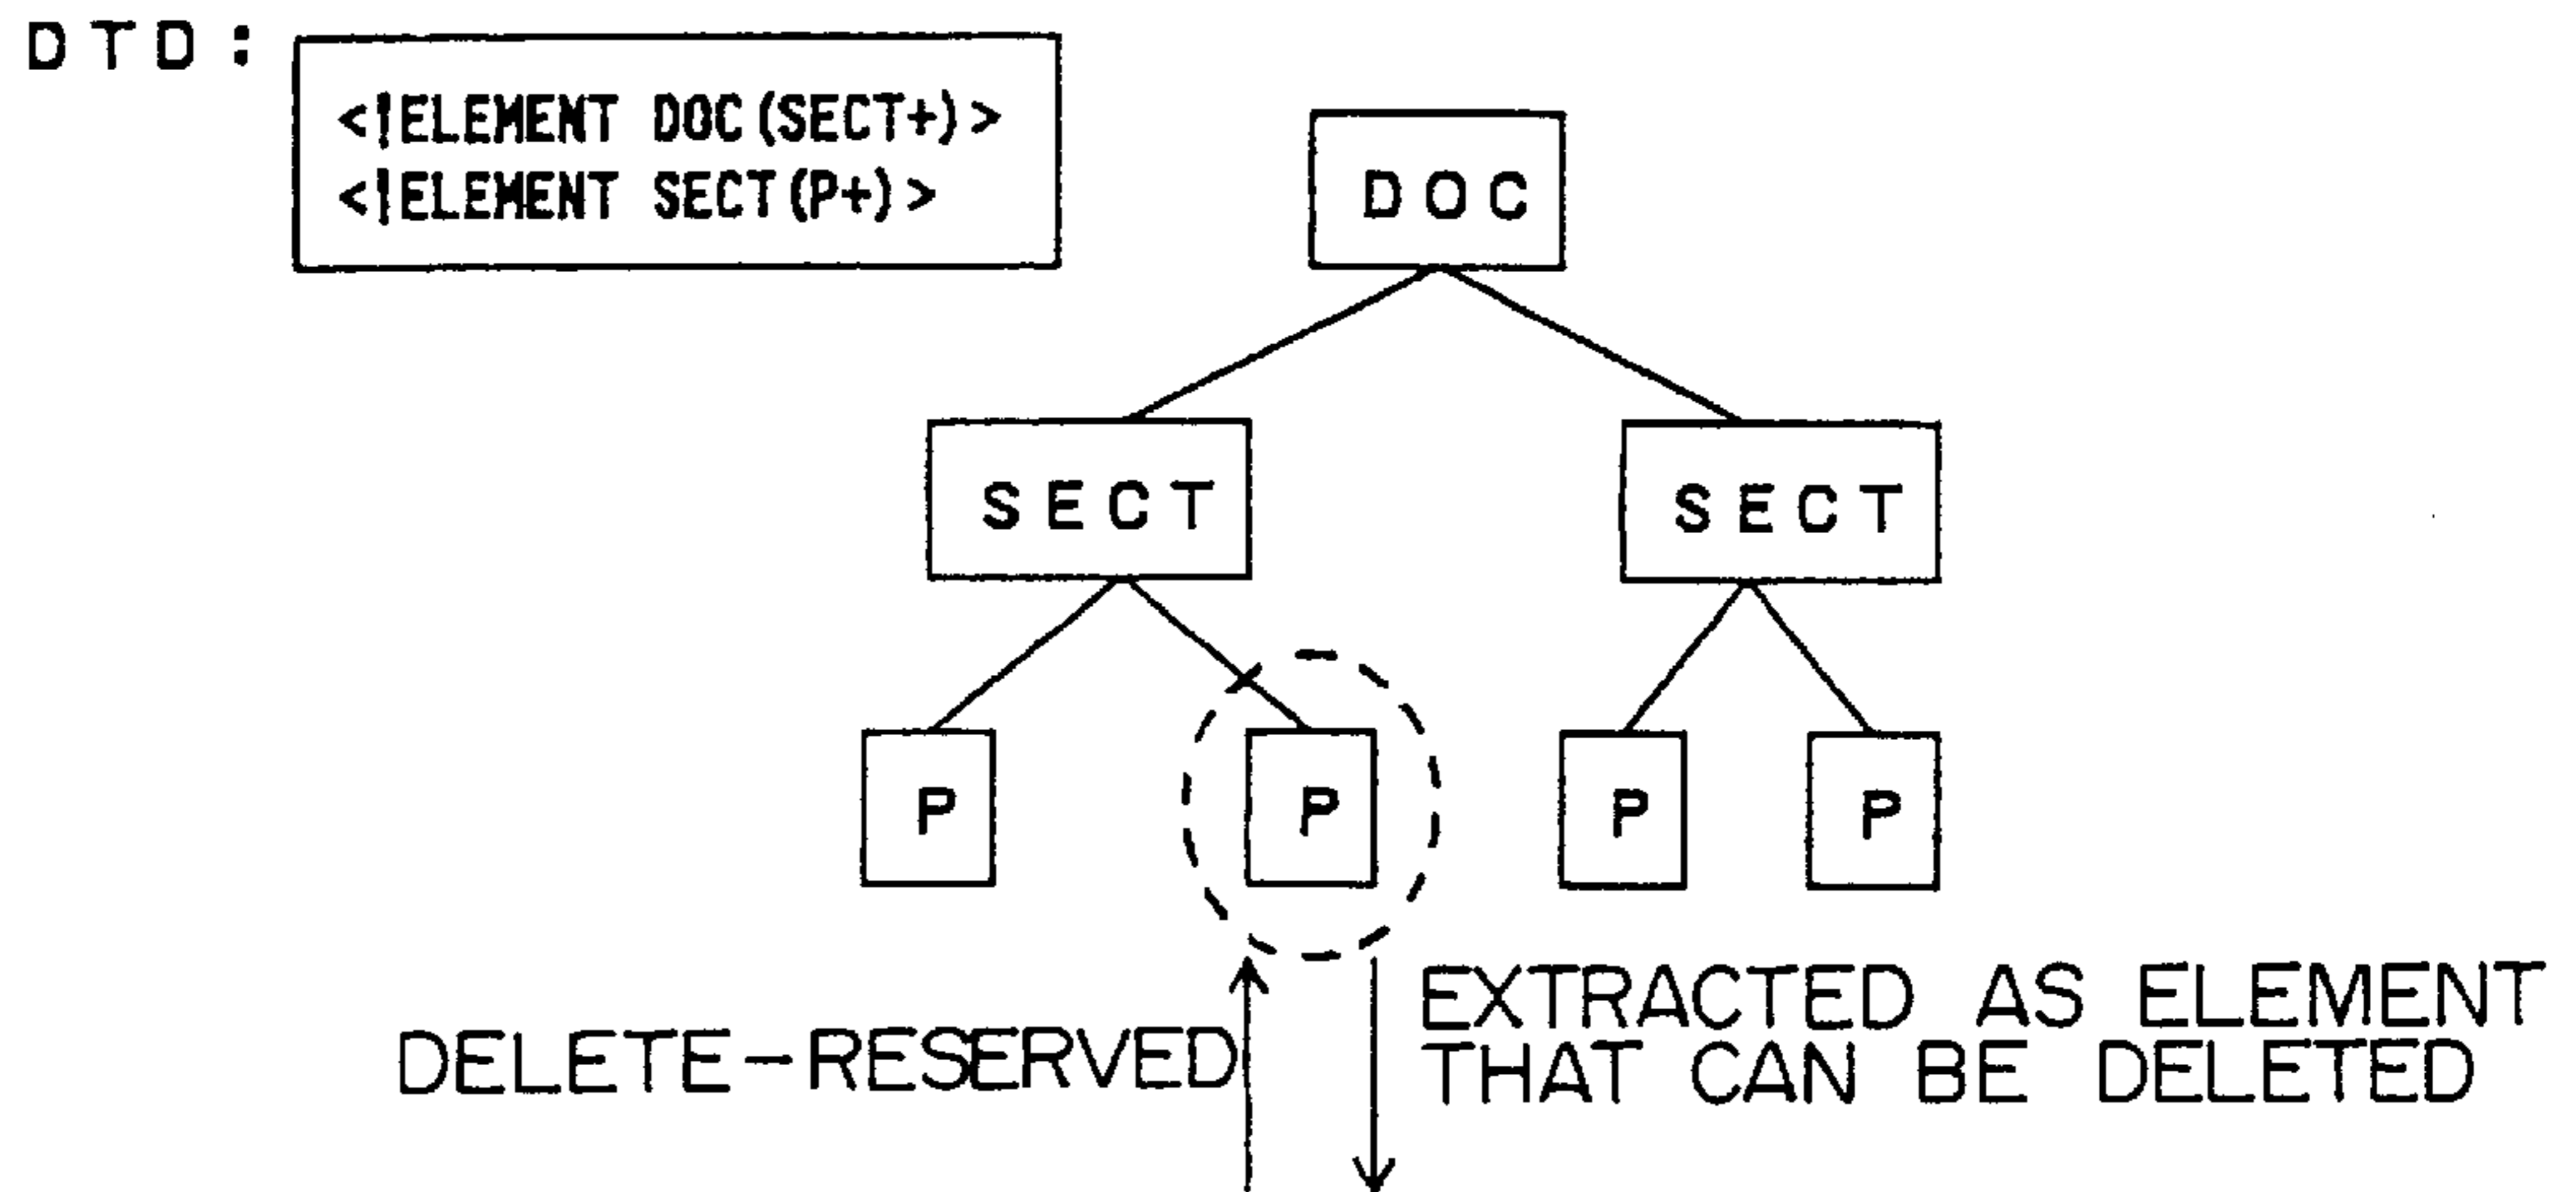 DTD:
<!ELEMENT DOC(SECT+)>
<!ELEMENT SECT(P+)>
DOC
SECT SECT
P P P P
DELETE-RESERVED
EXTRACTED AS ELEMENT
THAT CAN BE DELETED